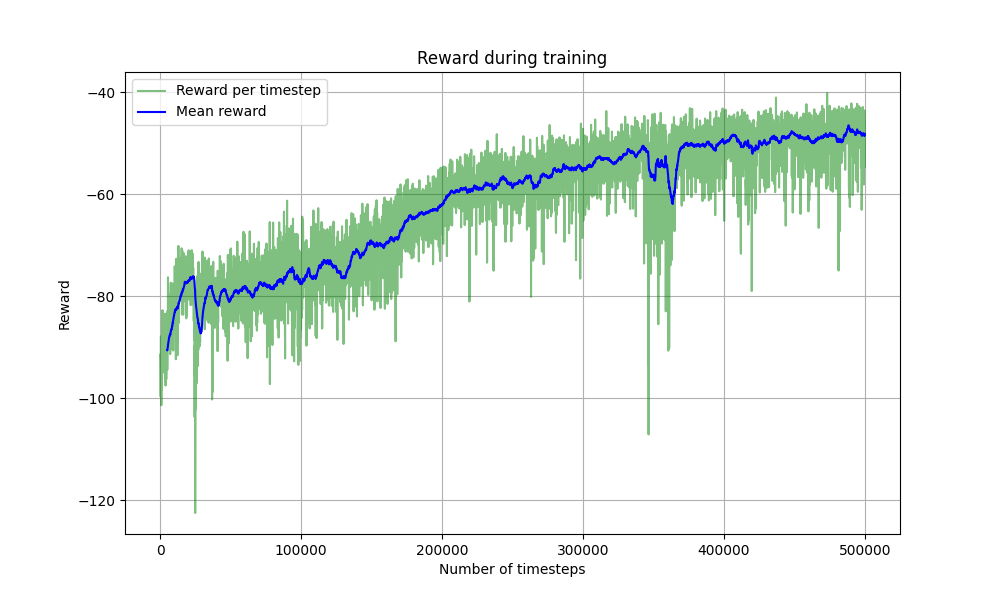 Reward during training
Reward per timestep
Mean reward
−40
−60
−80
−100
−120
Reward
0
100000
200000
300000
400000
500000
Number of timesteps